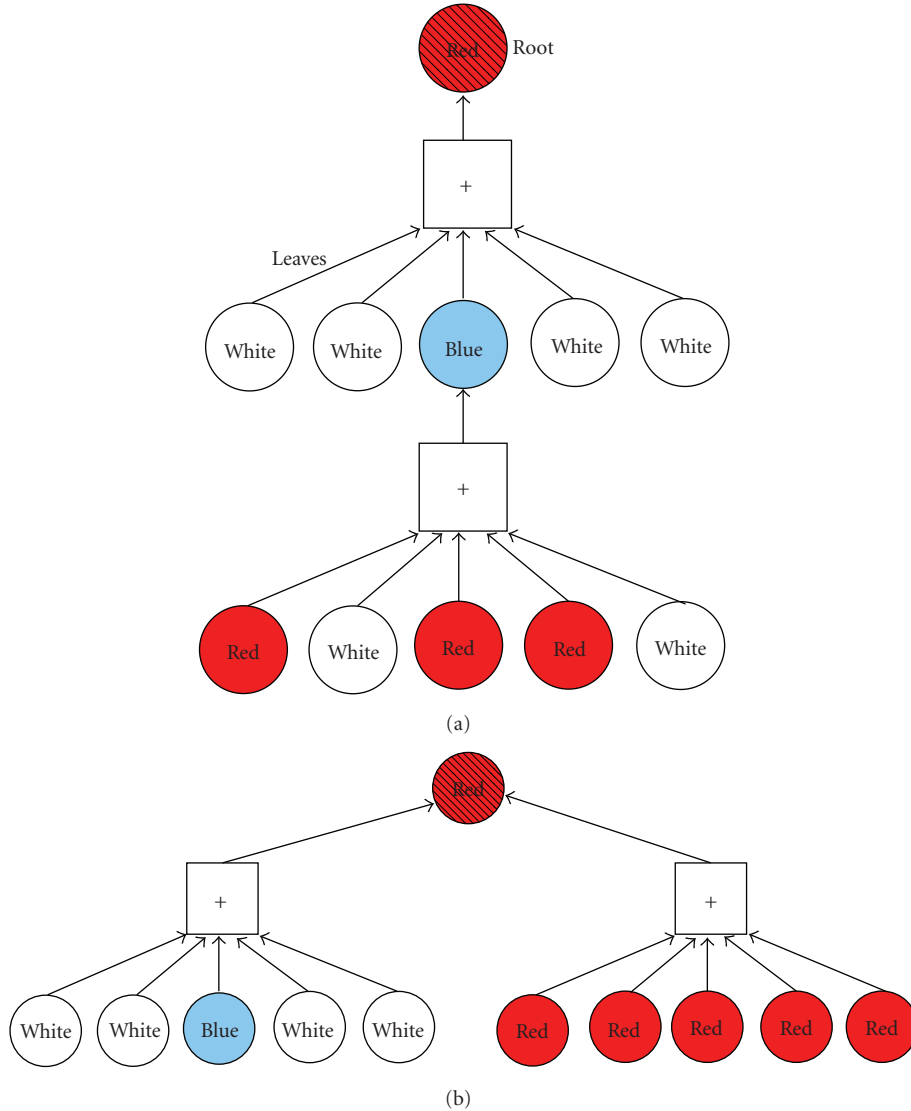 Red Root
+
Leaves
White White Blue White White
+
Red White Red Red White
(a)
Red
+ +
White White Blue White White Red Red Red Red Red
(b)